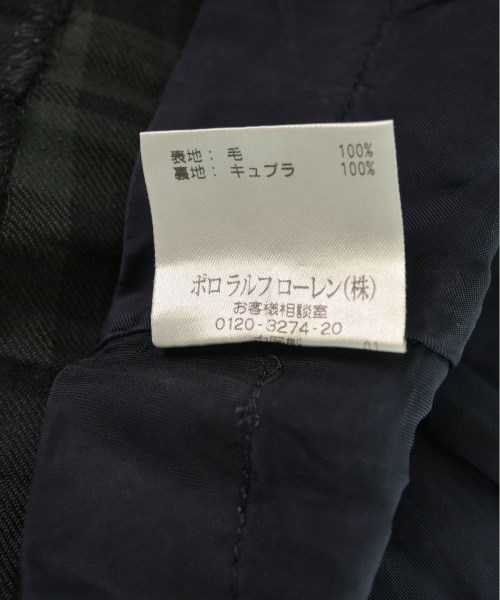 表地： 毛 100%
裏地： キュプラ 100%
ポロ ラルフ ローレン(株)
お客様相談室
0120-3274-20
01